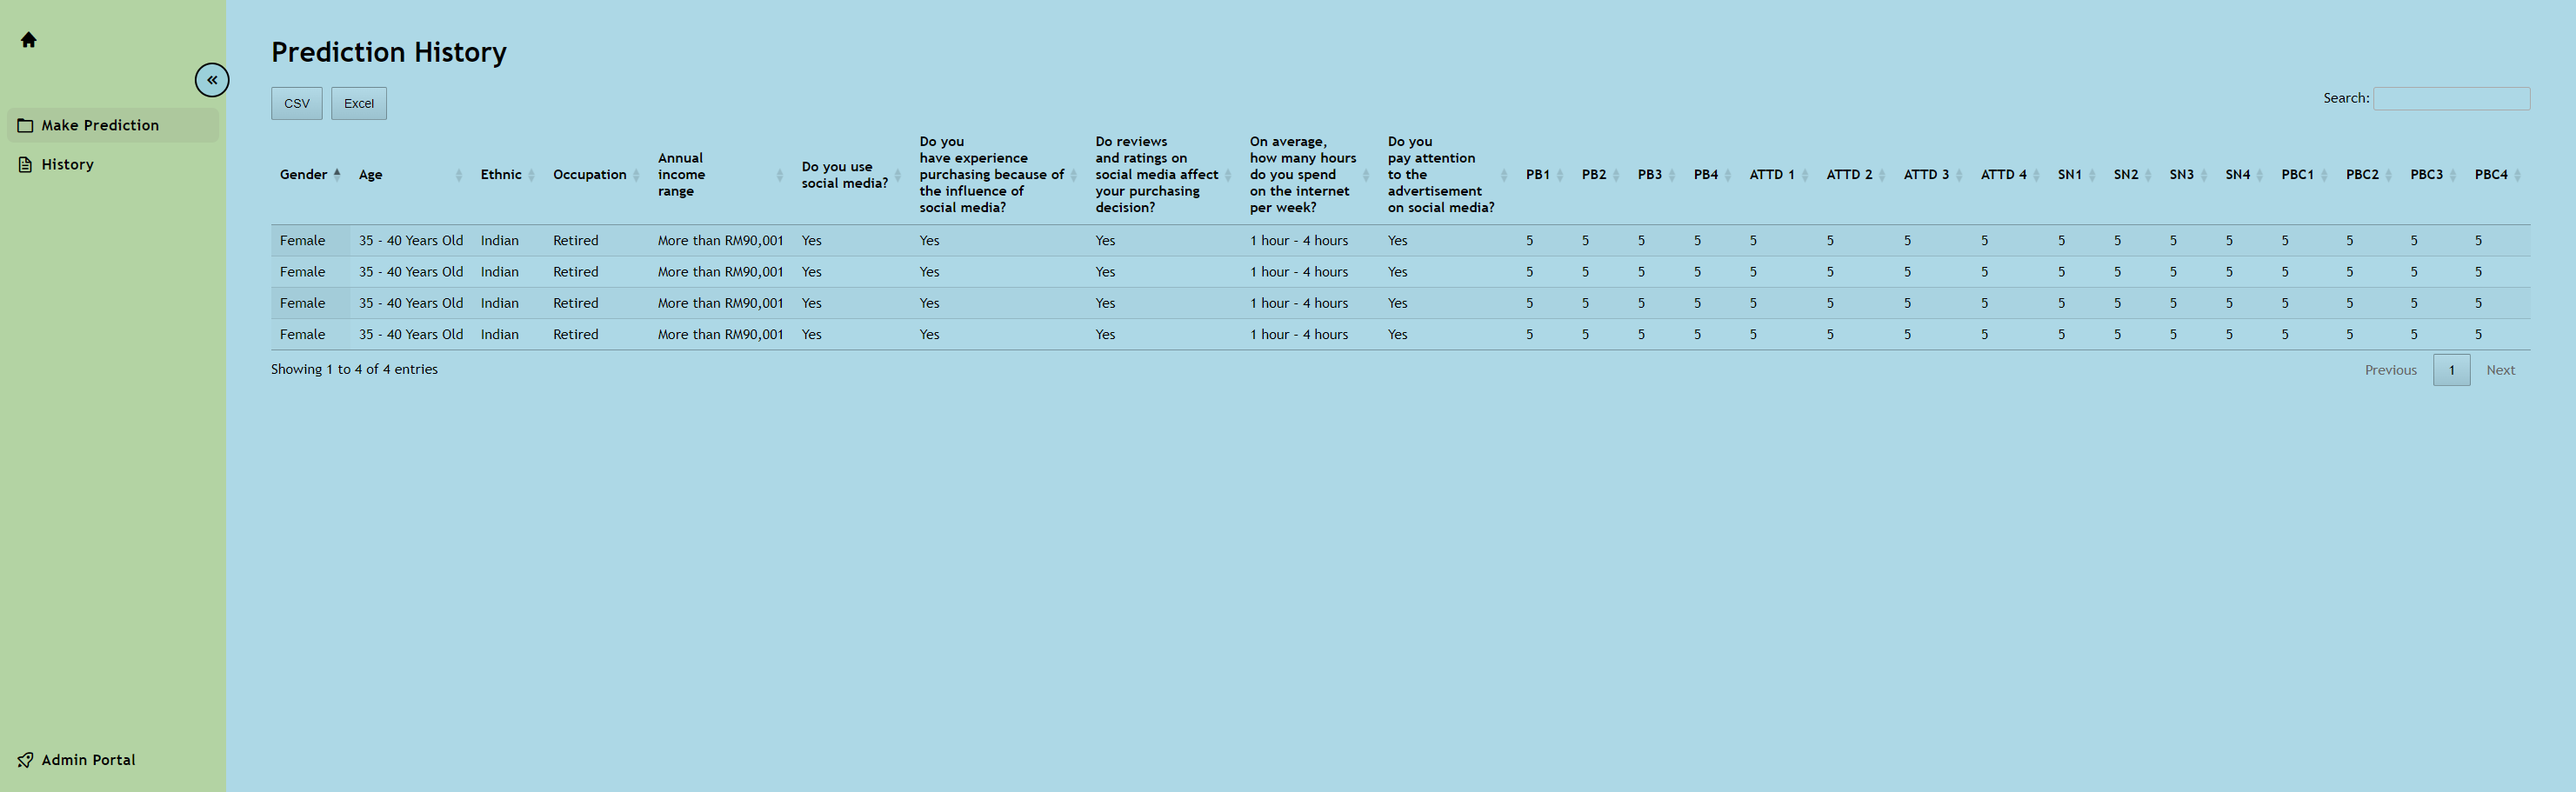 Prediction History
CSV Excel Search:
Make Prediction
History
Gender Age Ethnic Occupation Annual income range Do you use social media? Do you have experience purchasing because of the influence of social media? Do reviews and ratings on social media affect your purchasing decision? On average, how many hours do you spend on the internet per week? Do you pay attention to the advertisement on social media? PB1 PB2 PB3 PB4 ATTD 1 ATTD 2 ATTD 3 ATTD 4 SN1 SN2 SN3 SN4 PBC1 PBC2 PBC3 PBC4
Female 35 - 40 Years Old Indian Retired More than RM90,001 Yes Yes Yes 1 hour - 4 hours Yes 5 5 5 5 5 5 5 5 5 5 5 5 5 5 5 5
Female 35 - 40 Years Old Indian Retired More than RM90,001 Yes Yes Yes 1 hour - 4 hours Yes 5 5 5 5 5 5 5 5 5 5 5 5 5 5 5 5
Female 35 - 40 Years Old Indian Retired More than RM90,001 Yes Yes Yes 1 hour - 4 hours Yes 5 5 5 5 5 5 5 5 5 5 5 5 5 5 5 5
Female 35 - 40 Years Old Indian Retired More than RM90,001 Yes Yes Yes 1 hour - 4 hours Yes 5 5 5 5 5 5 5 5 5 5 5 5 5 5 5 5
Showing 1 to 4 of 4 entries Previous 1 Next
Admin Portal